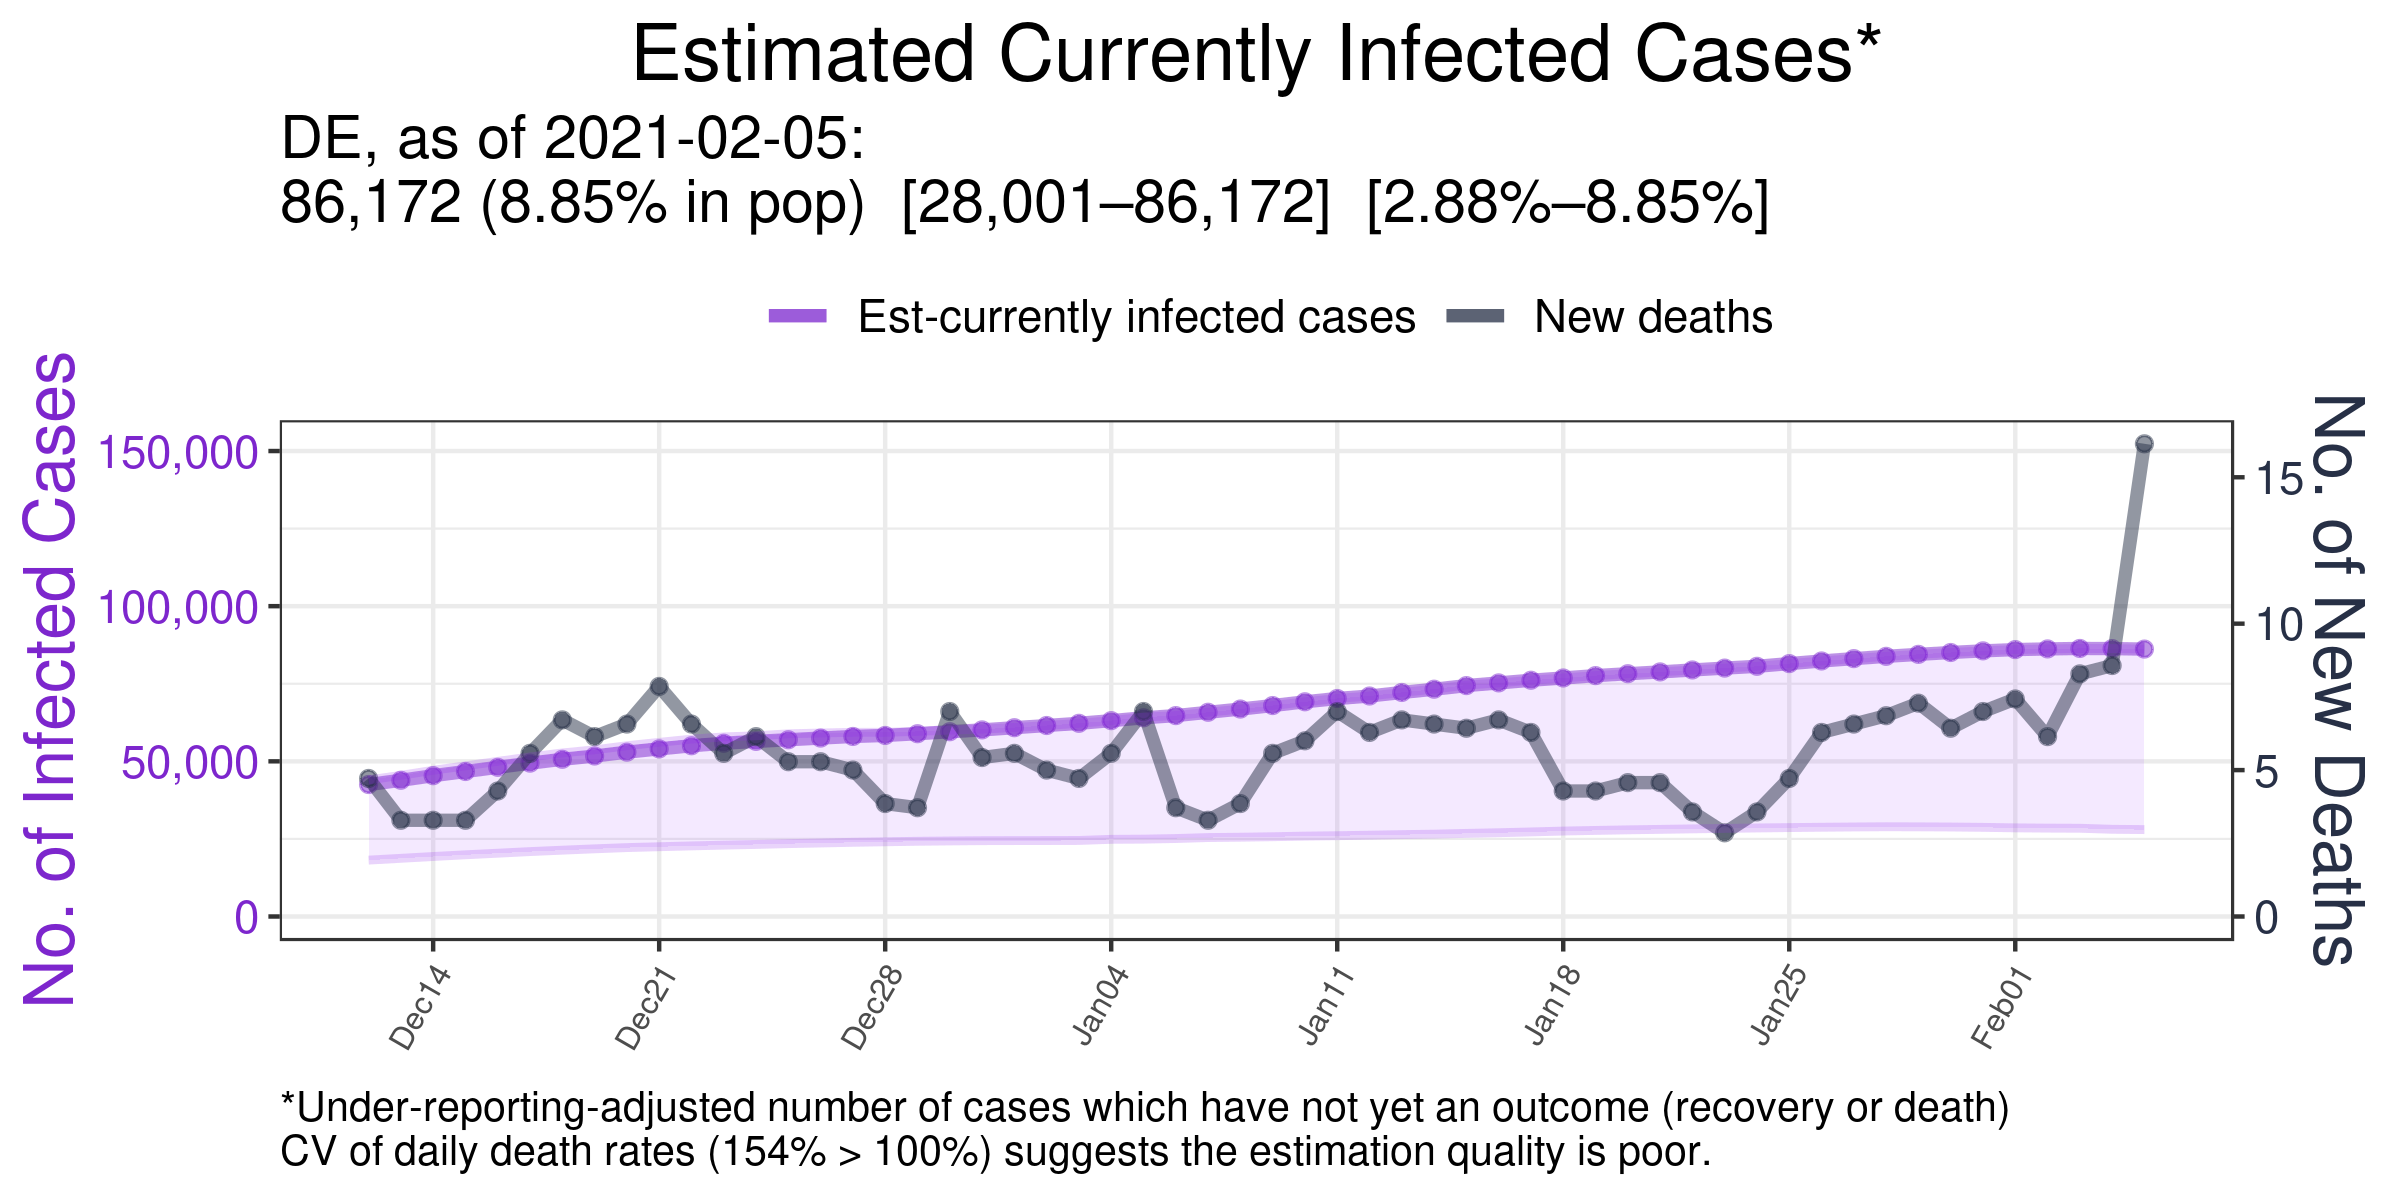 Estimated Currently Infected Cases*
DE, as of 2021-02-05:
86,172 (8.85% in pop)  [28,001–86,172]  [2.88%–8.85%]
Est-currently infected cases
New deaths
No. of Infected Cases
150,000
100,000
50,000
0
15
10
5
0
No. of New Deaths
Dec14
Dec21
Dec28
Jan04
Jan11
Jan18
Jan25
Feb01
*Under-reporting-adjusted number of cases which have not yet an outcome (recovery or death)
CV of daily death rates (154% > 100%) suggests the estimation quality is poor.